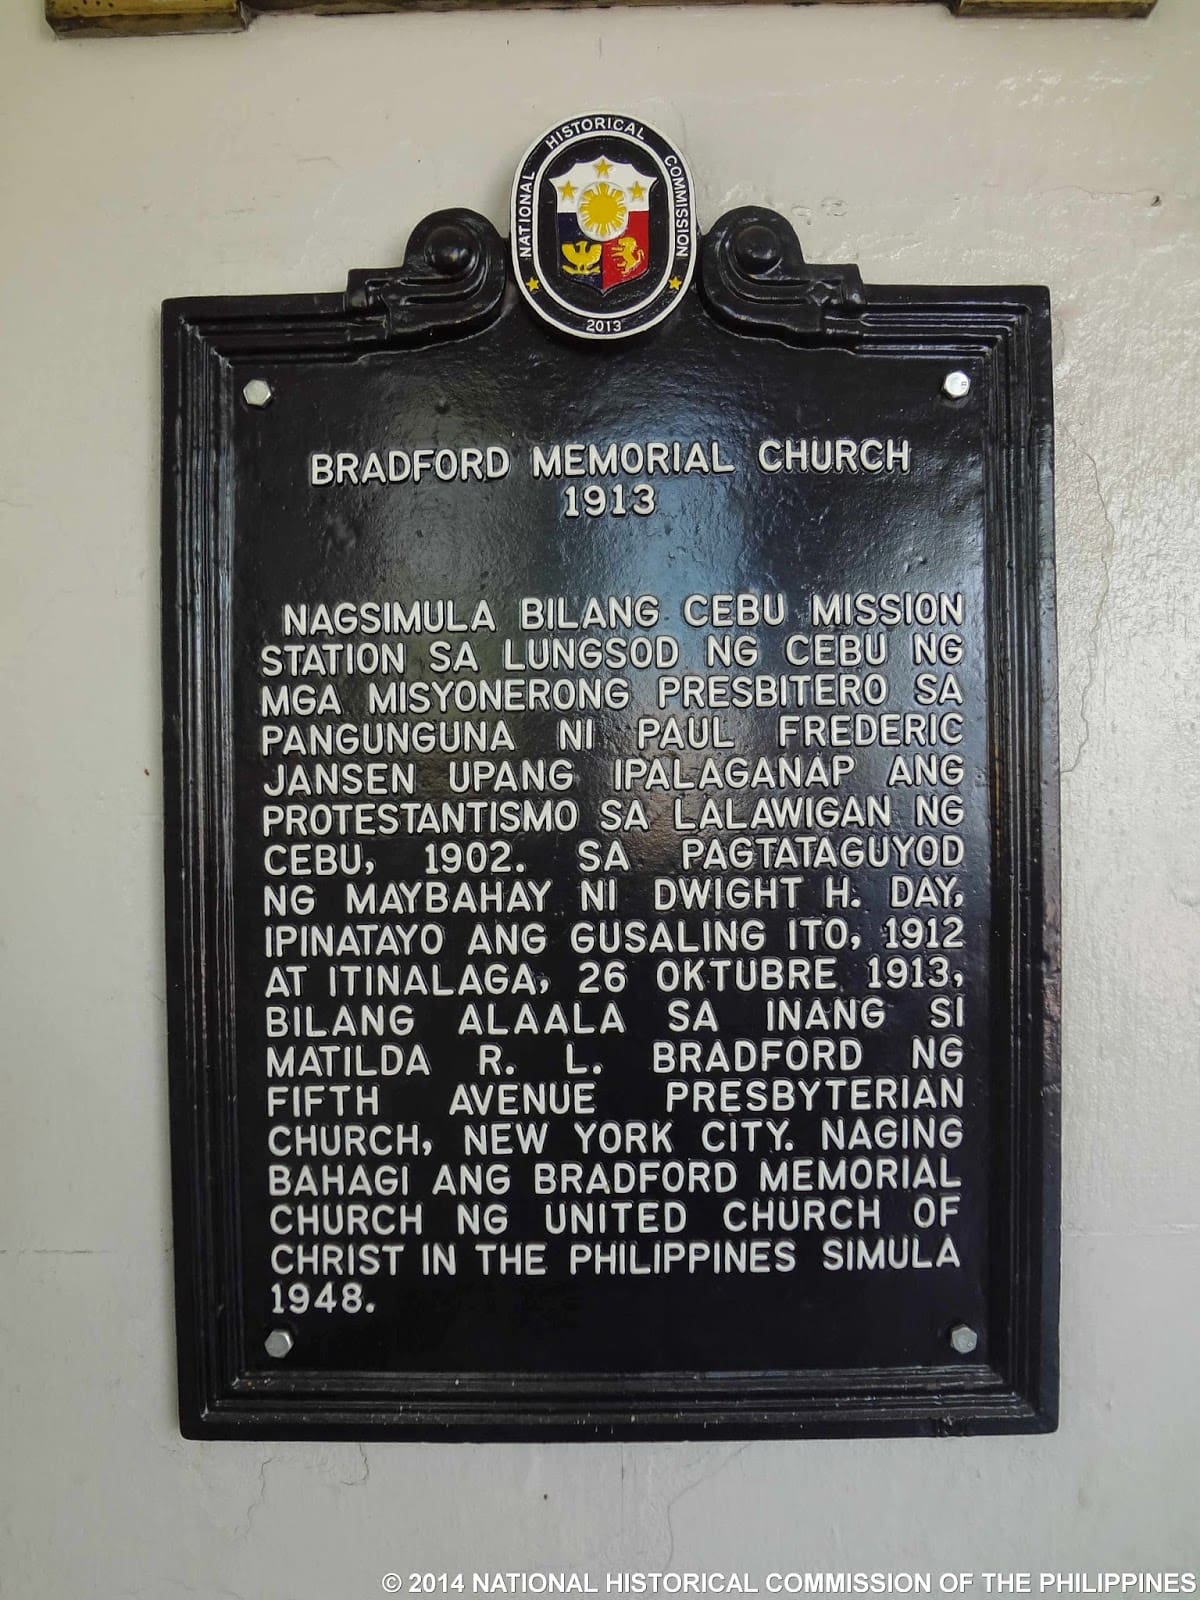 NATIONAL HISTORICAL COMMISSION
2013
BRADFORD MEMORIAL CHURCH
1913
NAGSIMULA BILANG CEBU MISSION
STATION SA LUNGSOD NG CEBU NG
MGA MISYONERONG PRESBITERO SA
PANGUNGUNA NI PAUL FREDERIC
JANSEN UPANG IPALAGANAP ANG
PROTESTANTISMO SA LALAWIGAN NG
CEBU, 1902. SA PAGTATAGUYOD
NG MAYBAHAY NI DWIGHT H. DAY,
IPINATAYO ANG GUSALING ITO, 1912
AT ITINALAGA, 26 OKTUBRE 1913,
BILANG ALAALA SA INANG SI
MATILDA R. L. BRADFORD NG
FIFTH AVENUE PRESBYTERIAN
CHURCH, NEW YORK CITY. NAGING
BAHAGI ANG BRADFORD MEMORIAL
CHURCH NG UNITED CHURCH OF
CHRIST IN THE PHILIPPINES SIMULA
1948.
© 2014 NATIONAL HISTORICAL COMMISSION OF THE PHILIPPINES